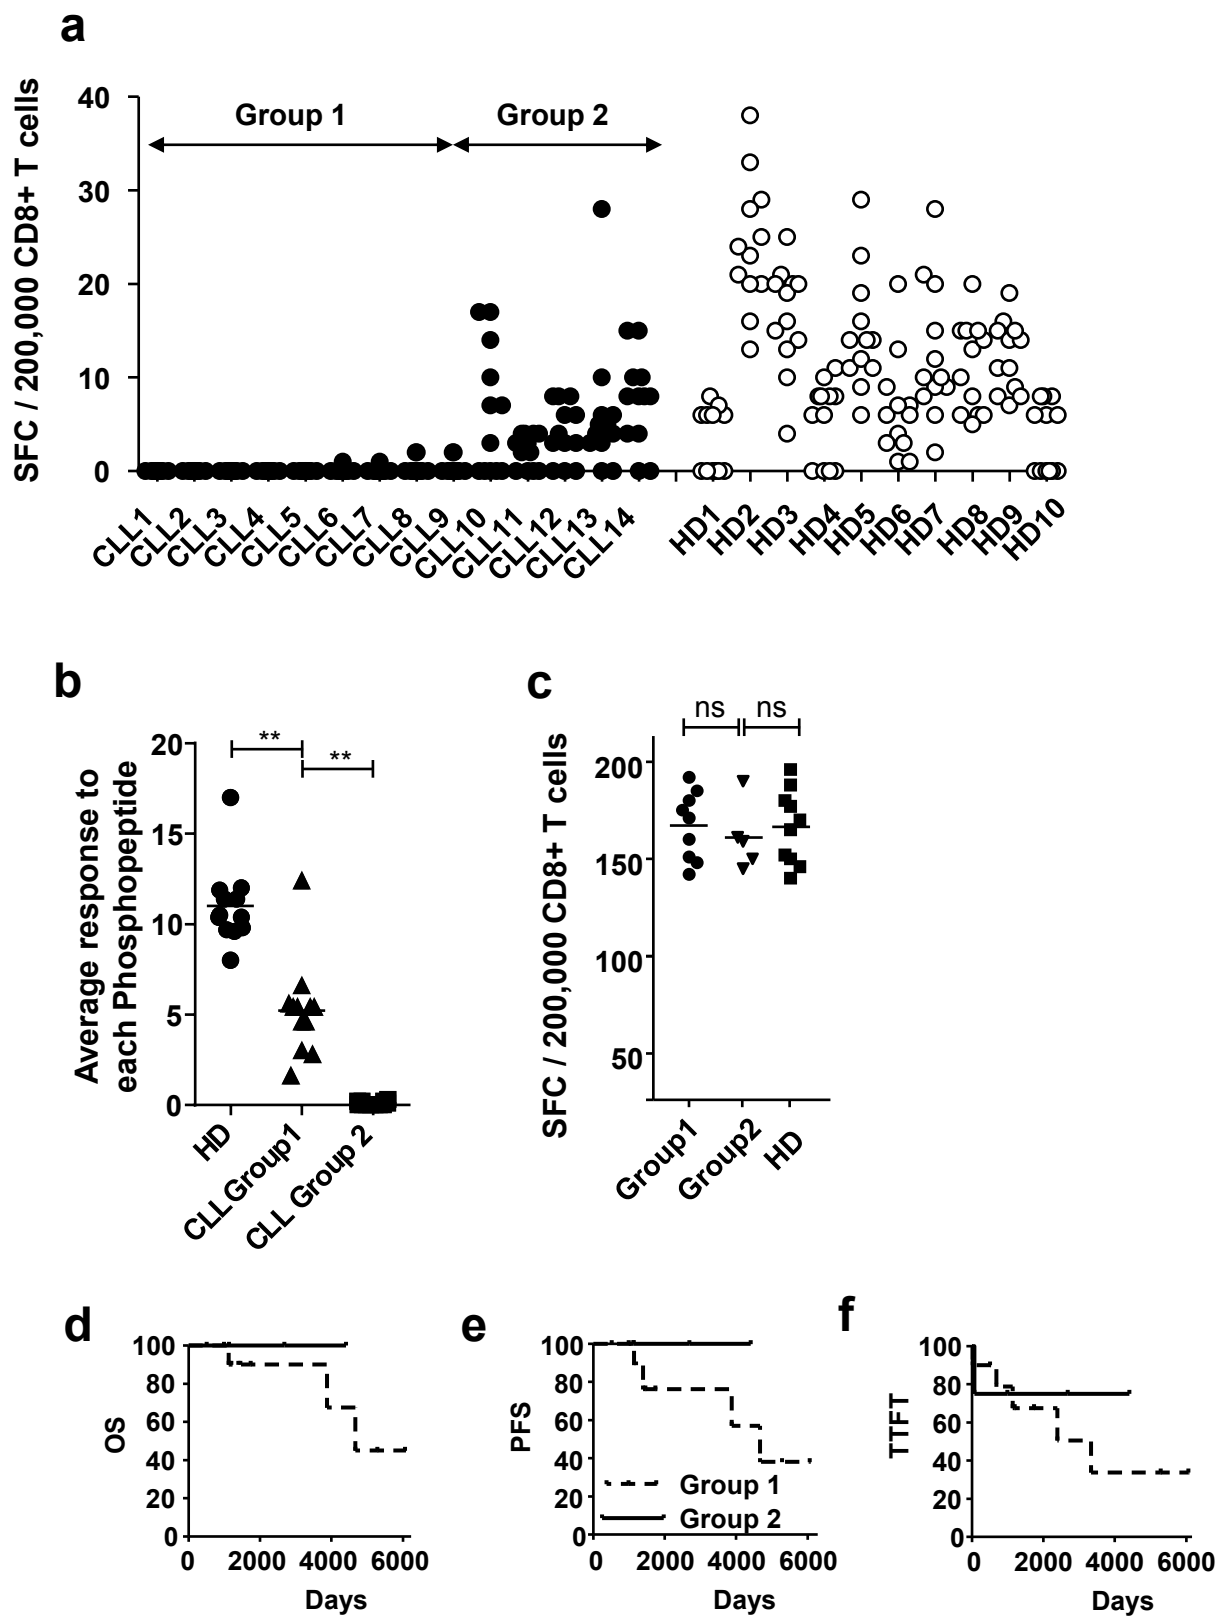 a
SFC / 200,000 CD8+ T cells
40
30
20
10
0
Group 1
Group 2
CLL1
CLL2
CLL3
CLL4
CLL5
CLL6
CLL7
CLL8
CLL9
CLL10
CLL11
CLL12
CLL13
CLL14
HD1
HD2
HD3
HD4
HD5
HD6
HD7
HD8
HD9
HD10
b
Average response to
each Phosphopeptide
20
15
10
5
0
**
**
HD
CLL Group1
CLL Group 2
c
SFC / 200,000 CD8+ T cells
200
150
100
50
ns
ns
Group1
Group2
HD
d
OS
100
80
60
40
20
0
0 2000 4000 6000
Days
e
PFS
100
80
60
40
20
0
Group 1
Group 2
0 2000 4000 6000
Days
f
TTFT
100
80
60
40
20
0
0 2000 4000 6000
Days